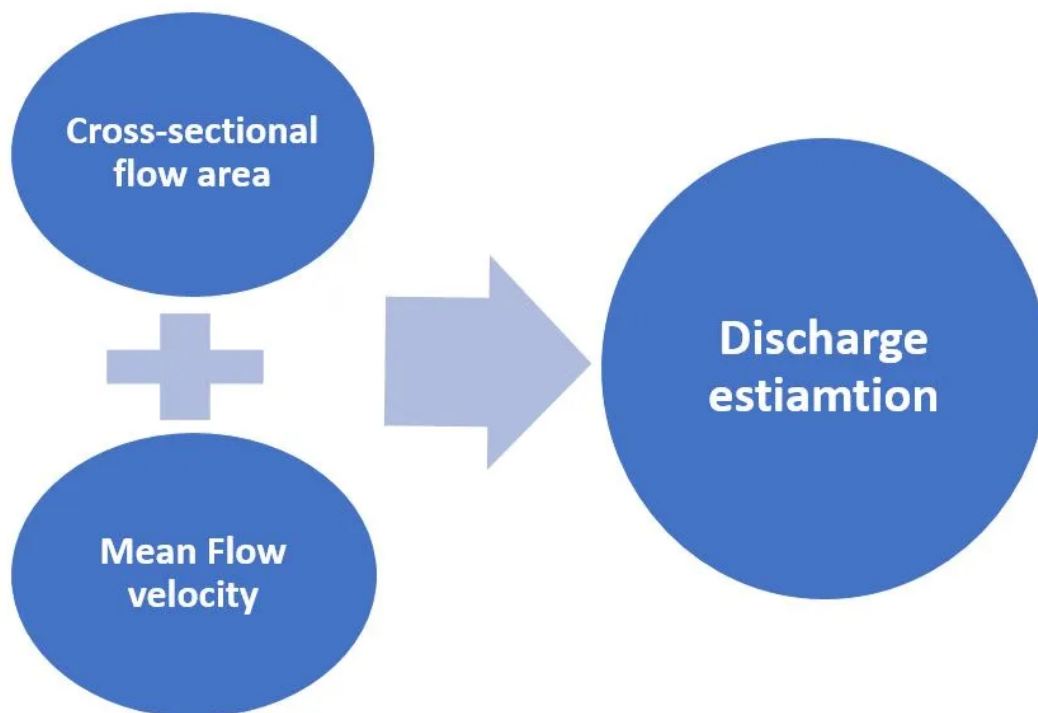 Cross-sectional
flow area
Mean Flow
velocity
Discharge
estiamtion